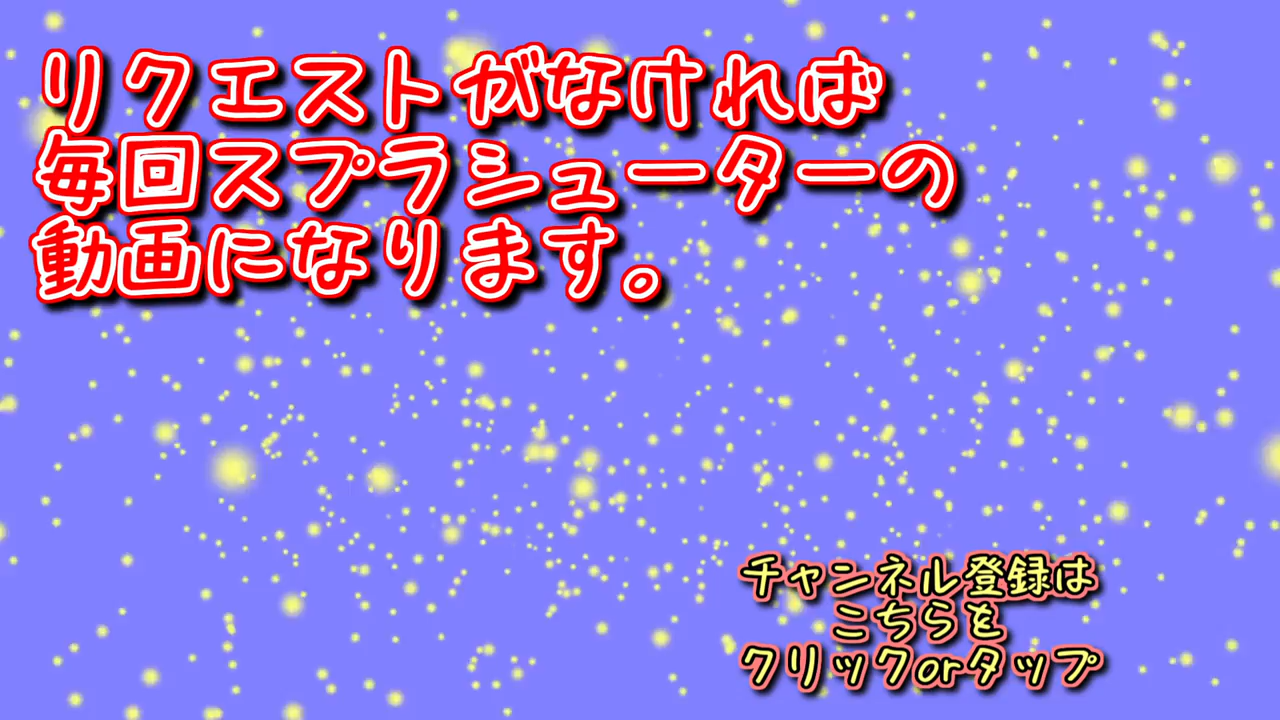 リクエストがなければ
毎回スプラシューターの
動画になります。
チャンネル登録は
こちらを
クリックorタップ